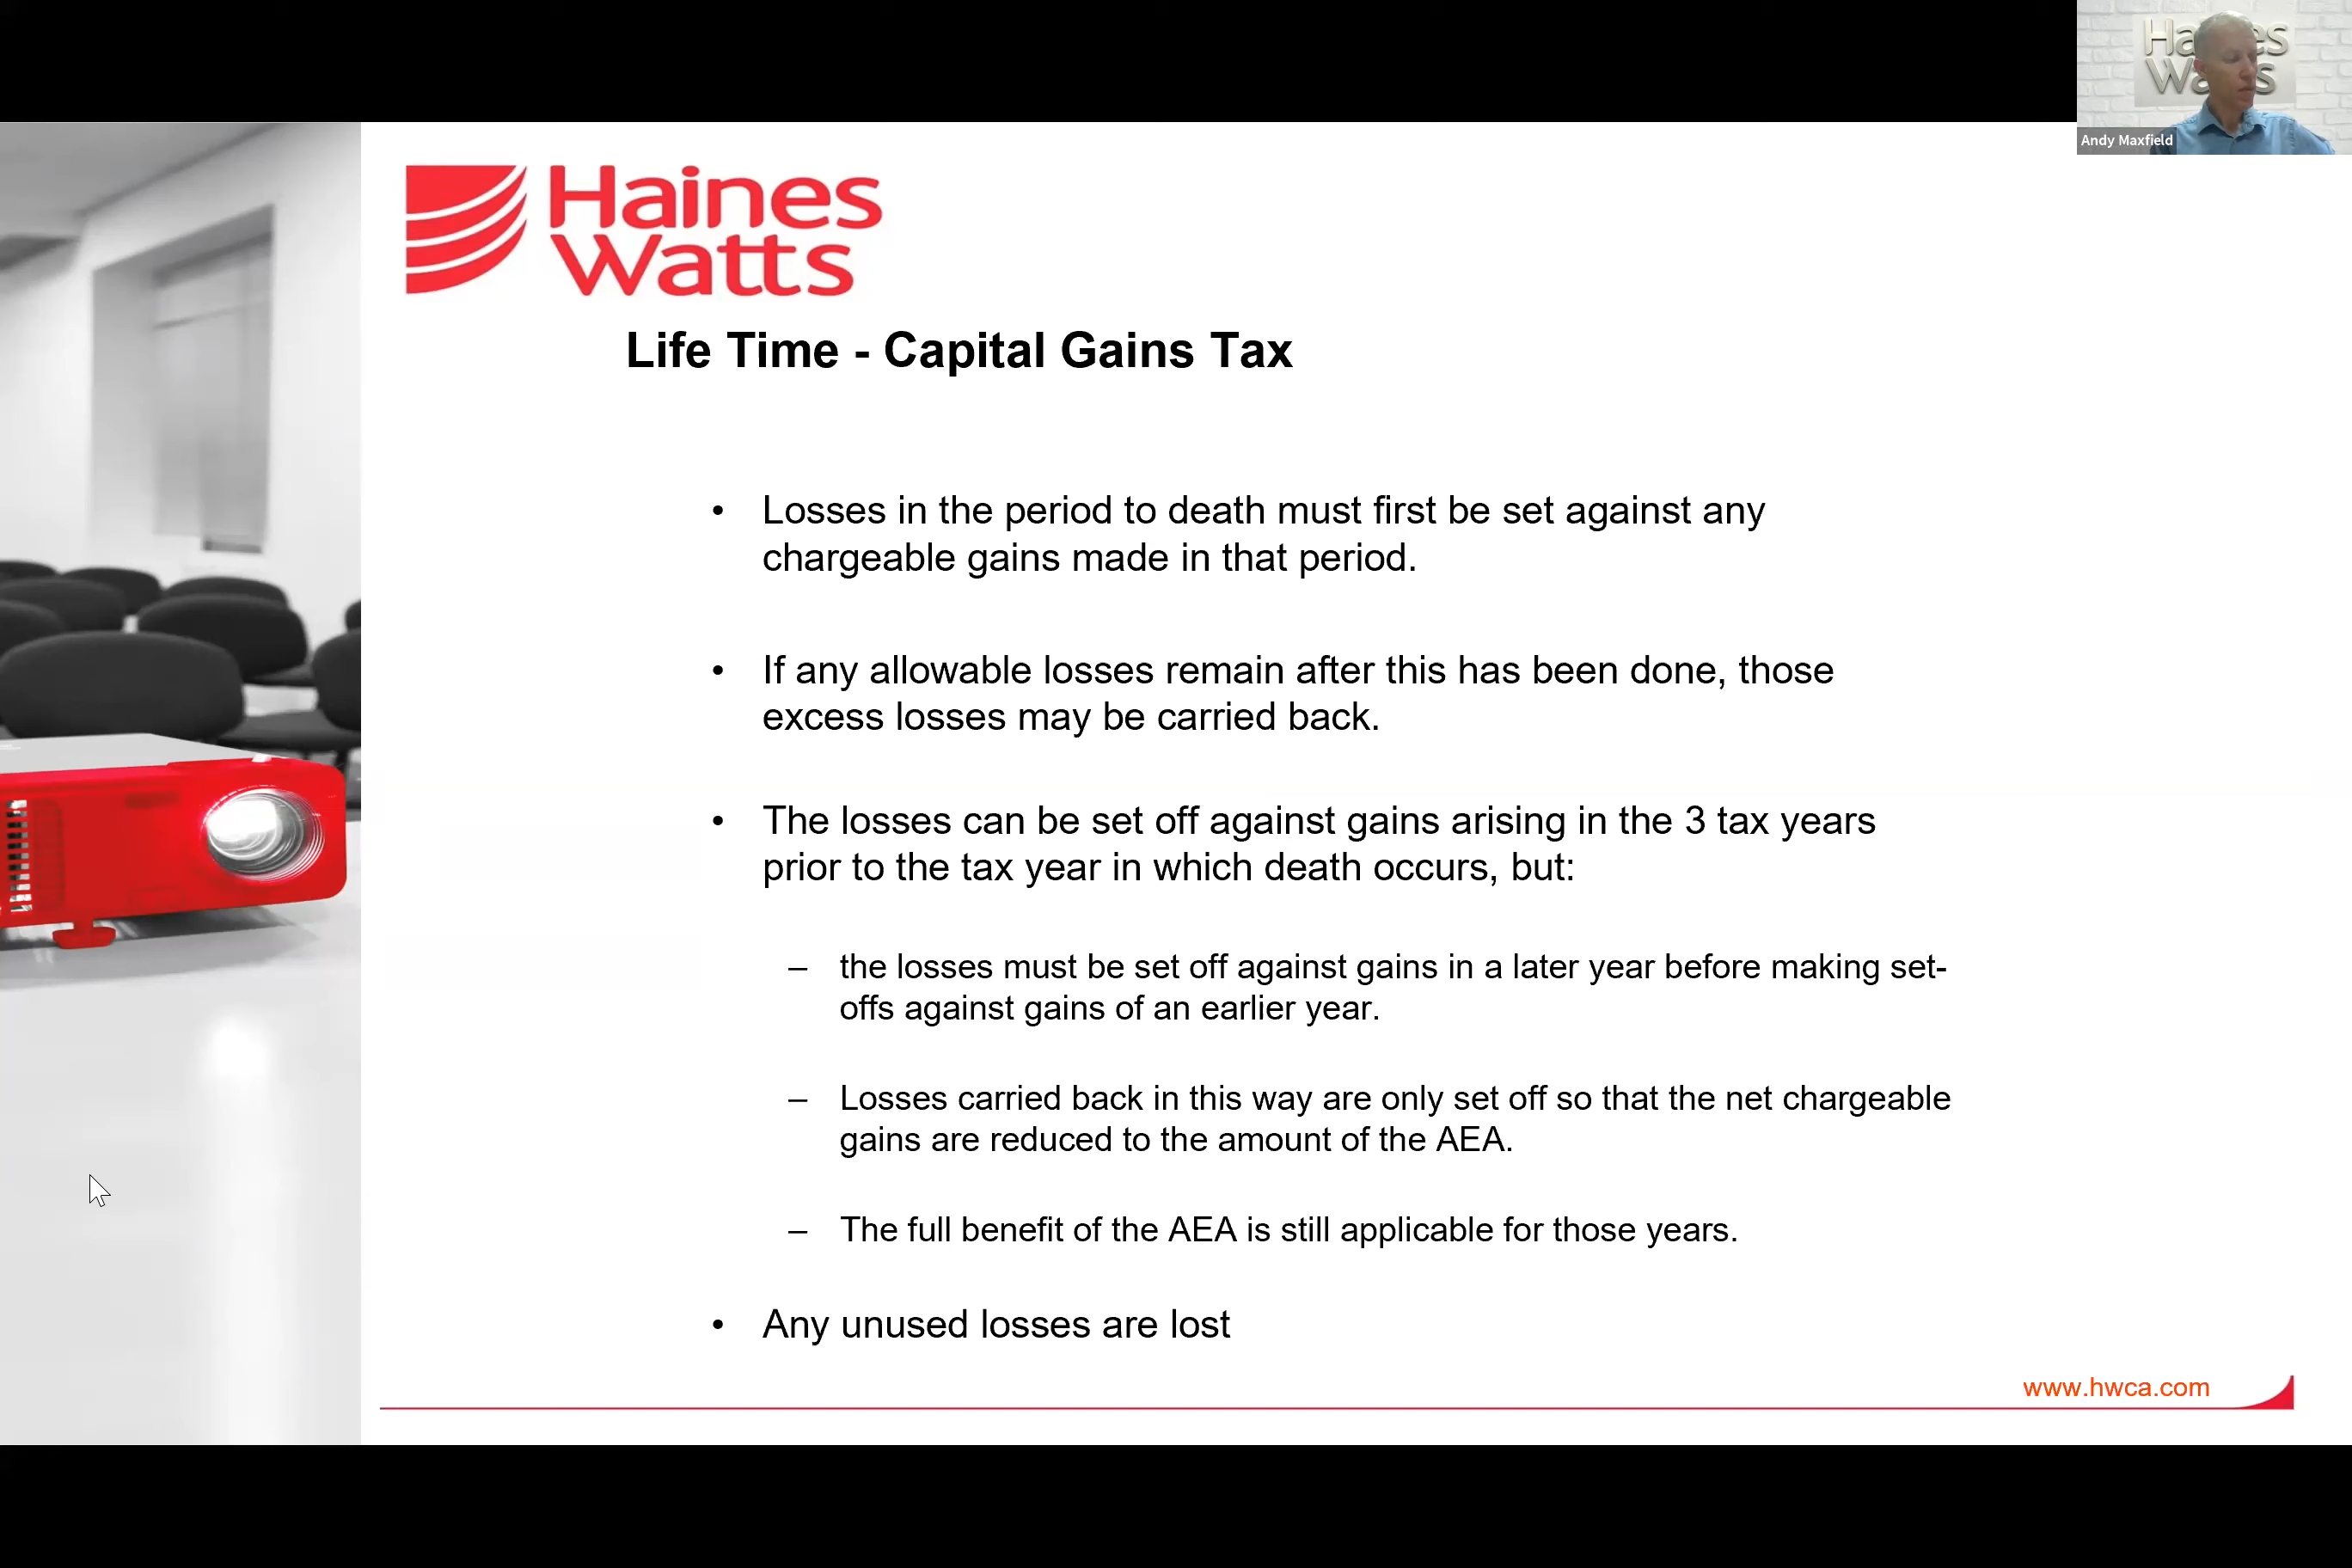 Haines
Watts
Andy Maxfield
Haines
Watts
Life Time - Capital Gains Tax
• Losses in the period to death must first be set against any
chargeable gains made in that period.
• If any allowable losses remain after this has been done, those
excess losses may be carried back.
• The losses can be set off against gains arising in the 3 tax years
prior to the tax year in which death occurs, but:
– the losses must be set off against gains in a later year before making set-
offs against gains of an earlier year.
– Losses carried back in this way are only set off so that the net chargeable
gains are reduced to the amount of the AEA.
– The full benefit of the AEA is still applicable for those years.
• Any unused losses are lost
www.hwca.com